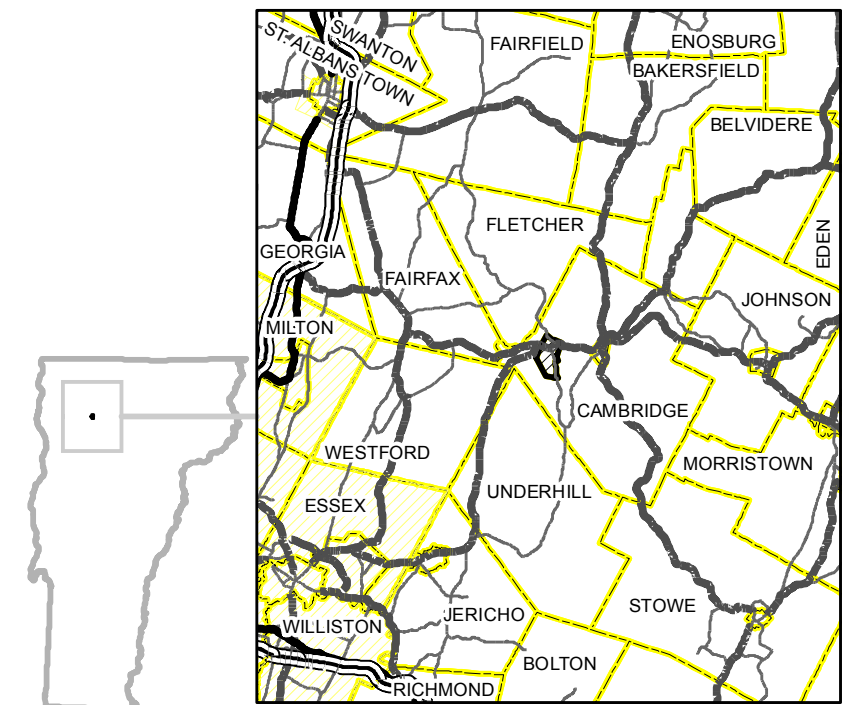 SWANTON
ST. ALBANS TOWN
FAIRFIELD
ENOSBURG
BAKERSFIELD
BELVIDERE
FLETCHER
EDEN
GEORGIA
FAIRFAX
JOHNSON
MILTON
CAMBRIDGE
WESTFORD
MORRISTOWN
UNDERHILL
ESSEX
STOWE
JERICHO
WILLISTON
BOLTON
RICHMOND